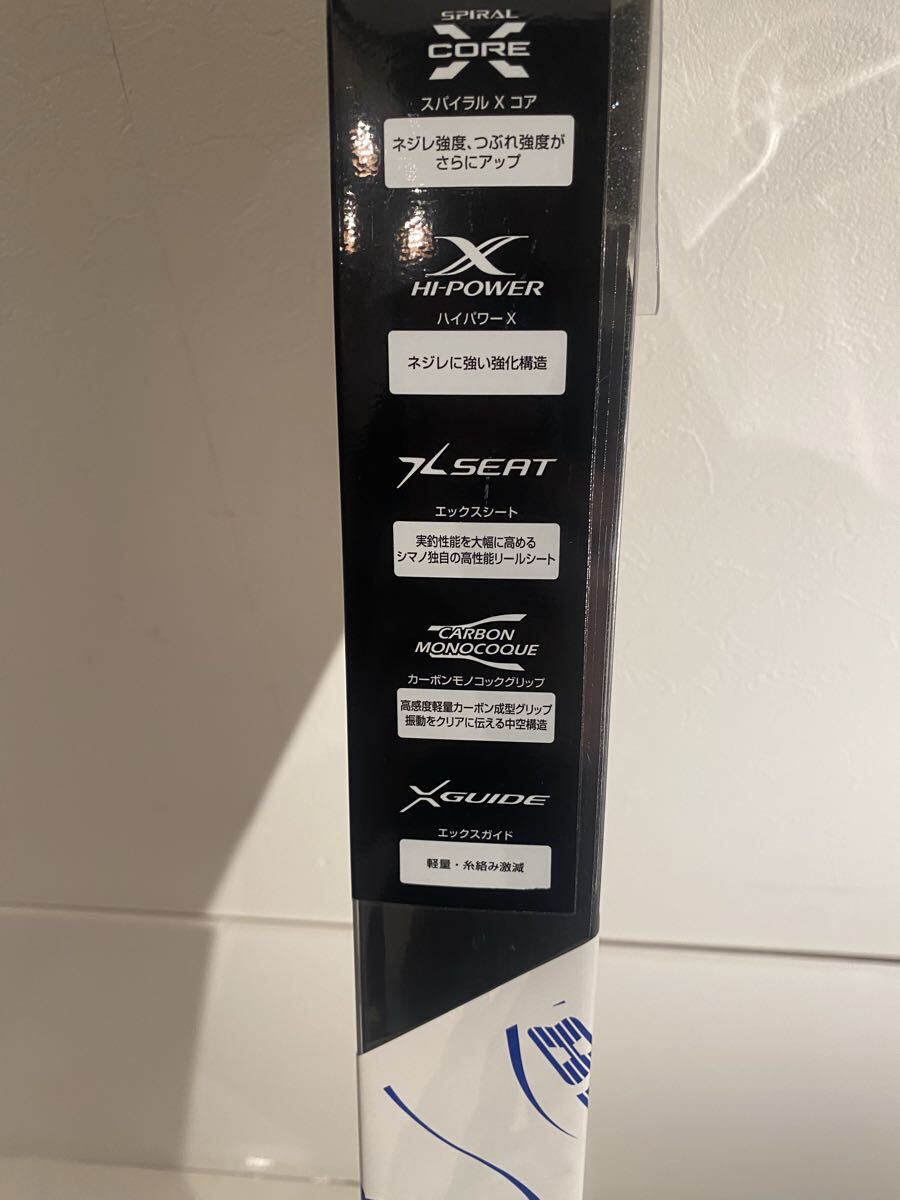 SPIRAL
X CORE
スパイラル X コア
ネジレ強度、つぶれ強度が
さらにアップ
X
HI-POWER
ハイパワー X
ネジレに強い強化構造
X SEAT
エックスシート
実釣性能を大幅に高める
シマノ独自の高性能リールシート
CARBON
MONOCOQUE
カーボンモノコックグリップ
高感度軽量カーボン成型グリップ
振動をクリアに伝える中空構造
XGUIDE
エックスガイド
軽量・糸絡み激減